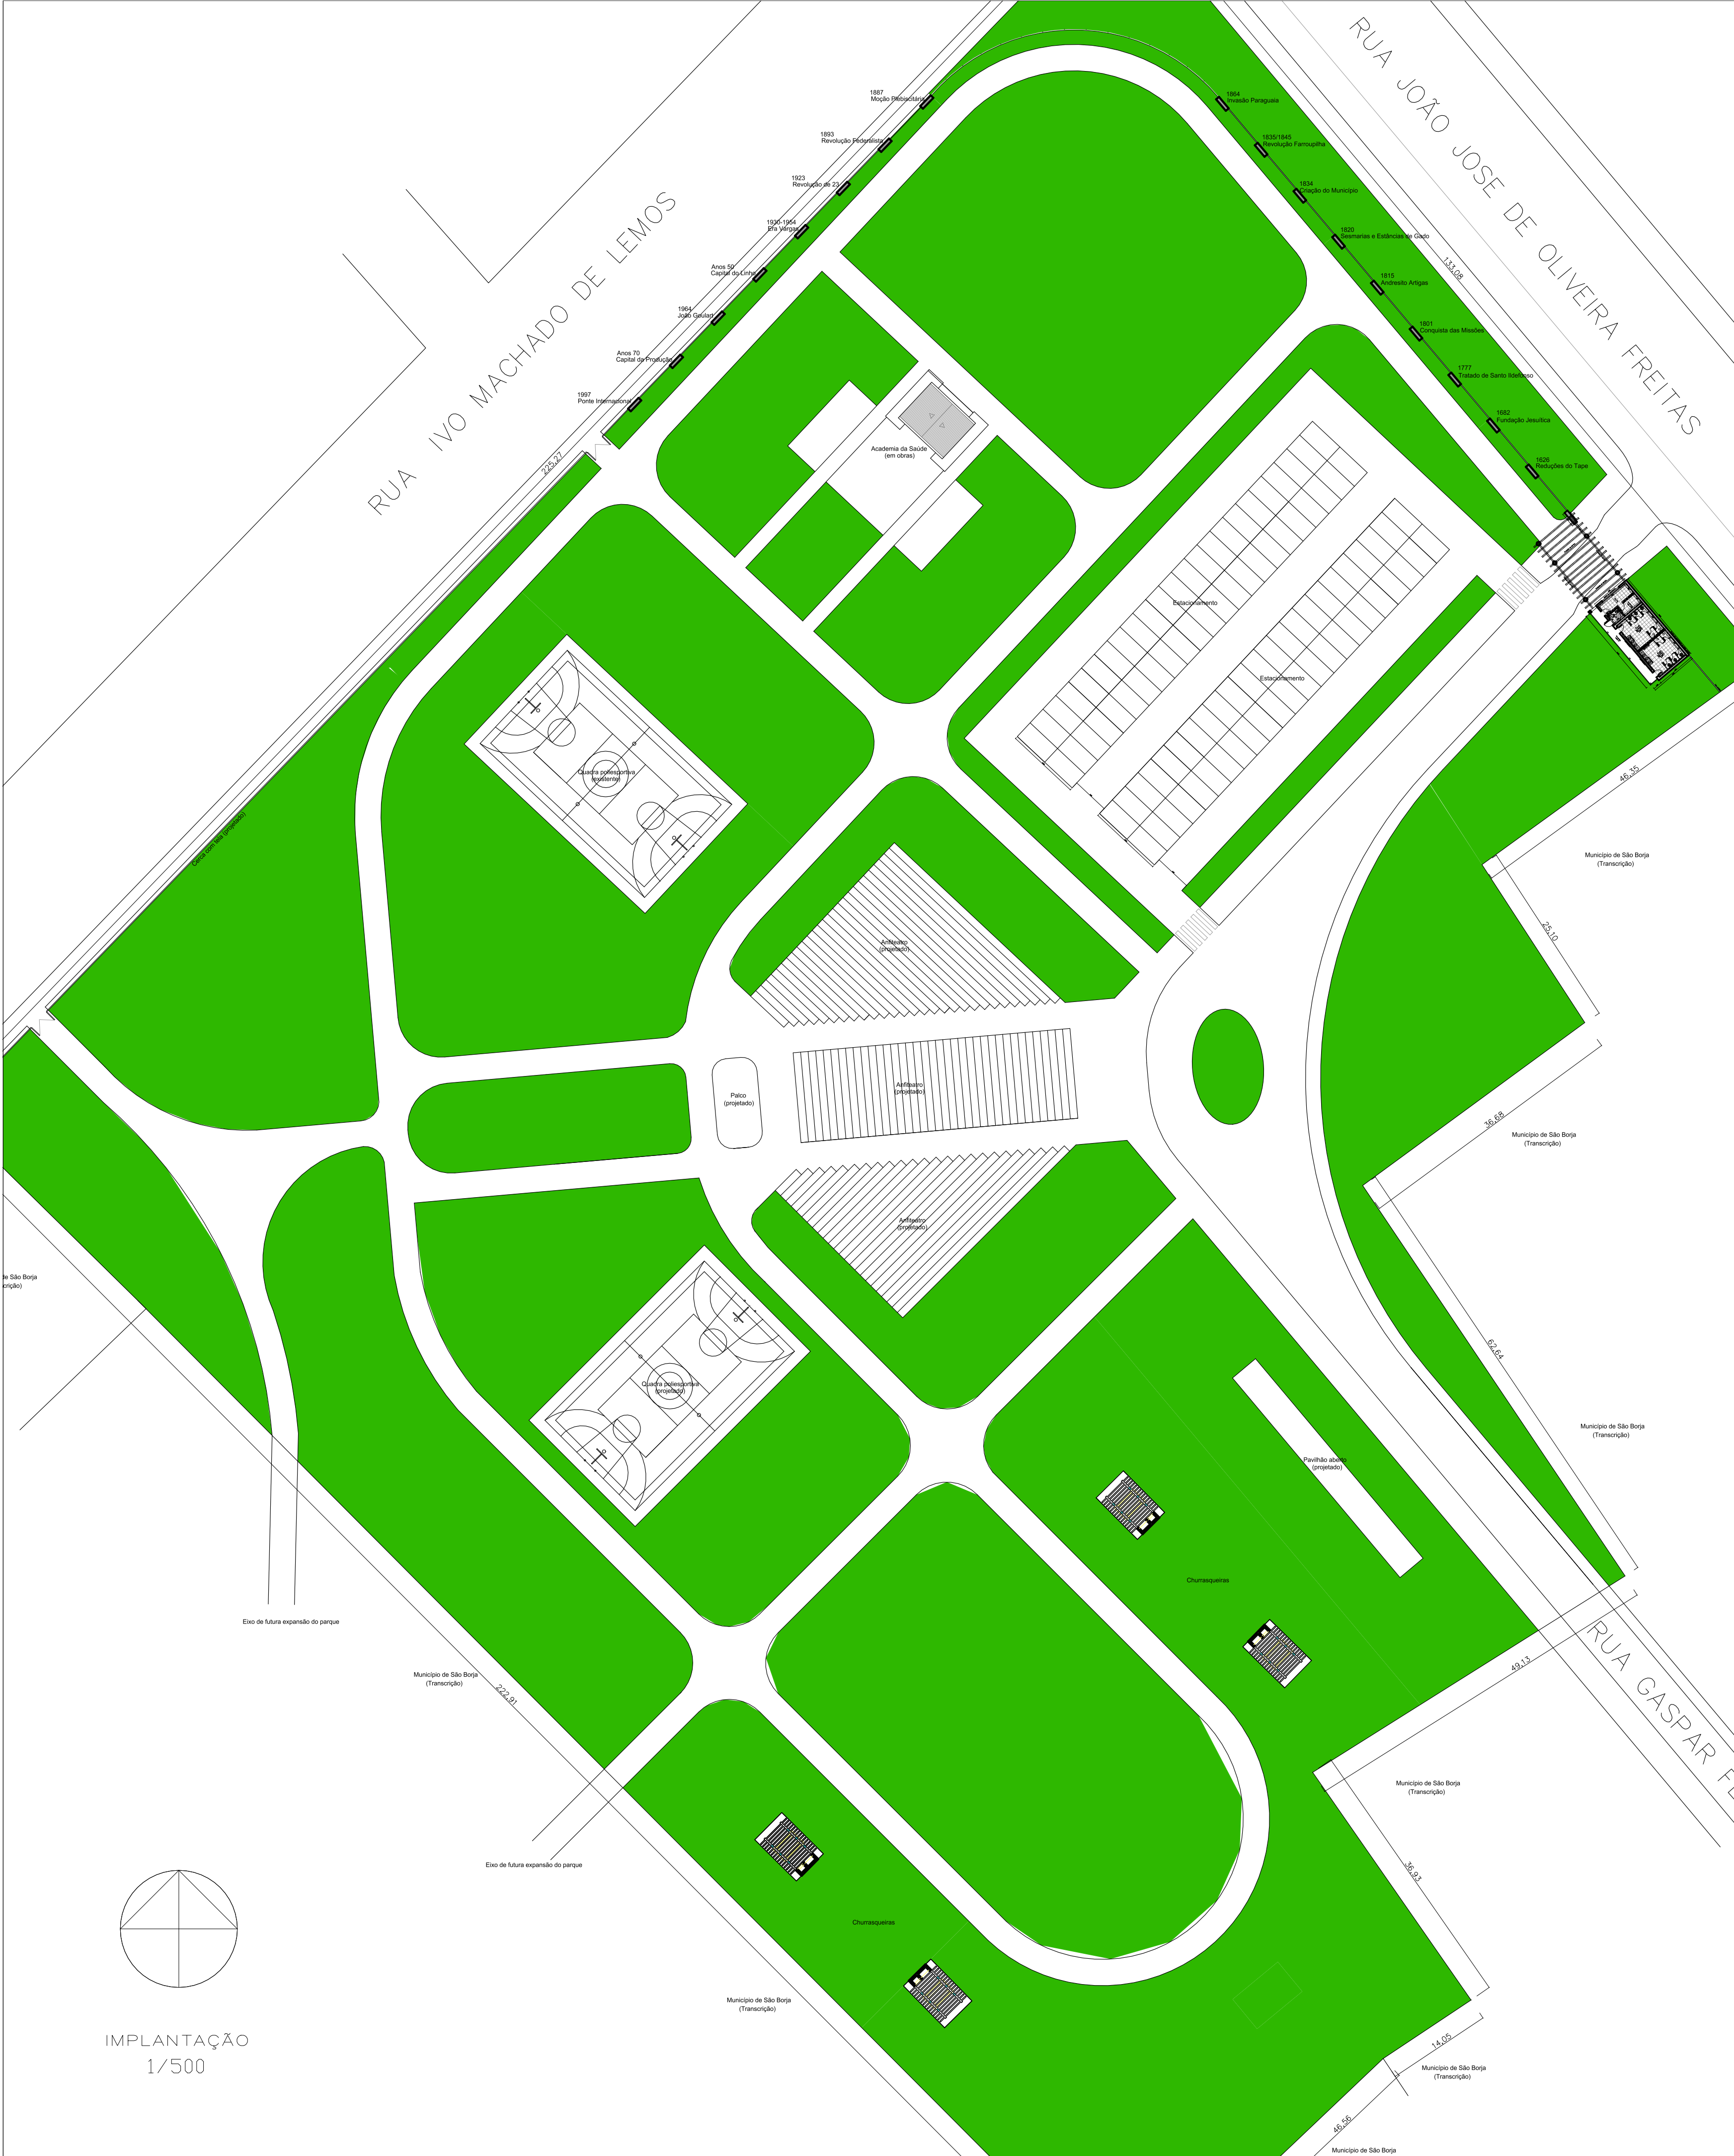 RUA JOÃO JOSE DE OLIVEIRA FREITAS
133,08
RUA IVO MACHADO DE LEMOS
225,27
1887
Moção Plebiscitária
1893
Revolução Federalista
1923
Revolução de 23
1930-1954
Era Vargas
Anos 50
Capital do Linho
1964
João Goulart
Anos 70
Capital da Produção
1997
Ponte Internacional
1864
Invasão Paraguaia
1835/1845
Revolução Farroupilha
1834
Criação do Município
1820
Sesmarias e Estâncias de Gado
1815
Andresito Artigas
1801
Conquista das Missões
1777
Tratado de Santo Ildefonso
1682
Fundação Jesuítica
1626
Reduções do Tape
Academia da Saúde
(em obras)
Estacionamento
Estacionamento
Quadra poliesportiva
(existente)
Cerca com tela (projetado)
46,35
Município de São Borja
(Transcrição)
25,10
Anfiteatro
(projetado)
Palco
(projetado)
Anfiteatro
(projetado)
36,68
Município de São Borja
(Transcrição)
Anfiteatro
(projetado)
de São Borja
crição)
62,64
Quadra poliesportiva
(projetado)
Município de São Borja
(Transcrição)
Pavilhão aberto
(projetado)
Churrasqueiras
Eixo de futura expansão do parque
49,13
RUA GASPAR
Município de São Borja
(Transcrição)
222,91
Município de São Borja
(Transcrição)
Eixo de futura expansão do parque
36,93
Churrasqueiras
Município de São Borja
(Transcrição)
14,05
Município de São Borja
(Transcrição)
46,56
Município de São Borja
IMPLANTAÇÃO
1/500